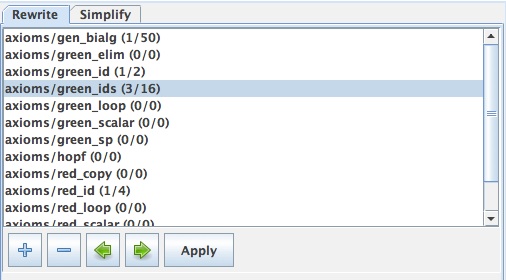 Rewrite Simplify
axioms/gen_bialg (1/50)
axioms/green_elim (0/0)
axioms/green_id (1/2)
axioms/green_ids (3/16)
axioms/green_loop (0/0)
axioms/green_scalar (0/0)
axioms/green_sp (0/0)
axioms/hopf (0/0)
axioms/red_copy (0/0)
axioms/red_id (1/4)
axioms/red_loop (0/0)
axioms/red_scalar (0/0)
Apply